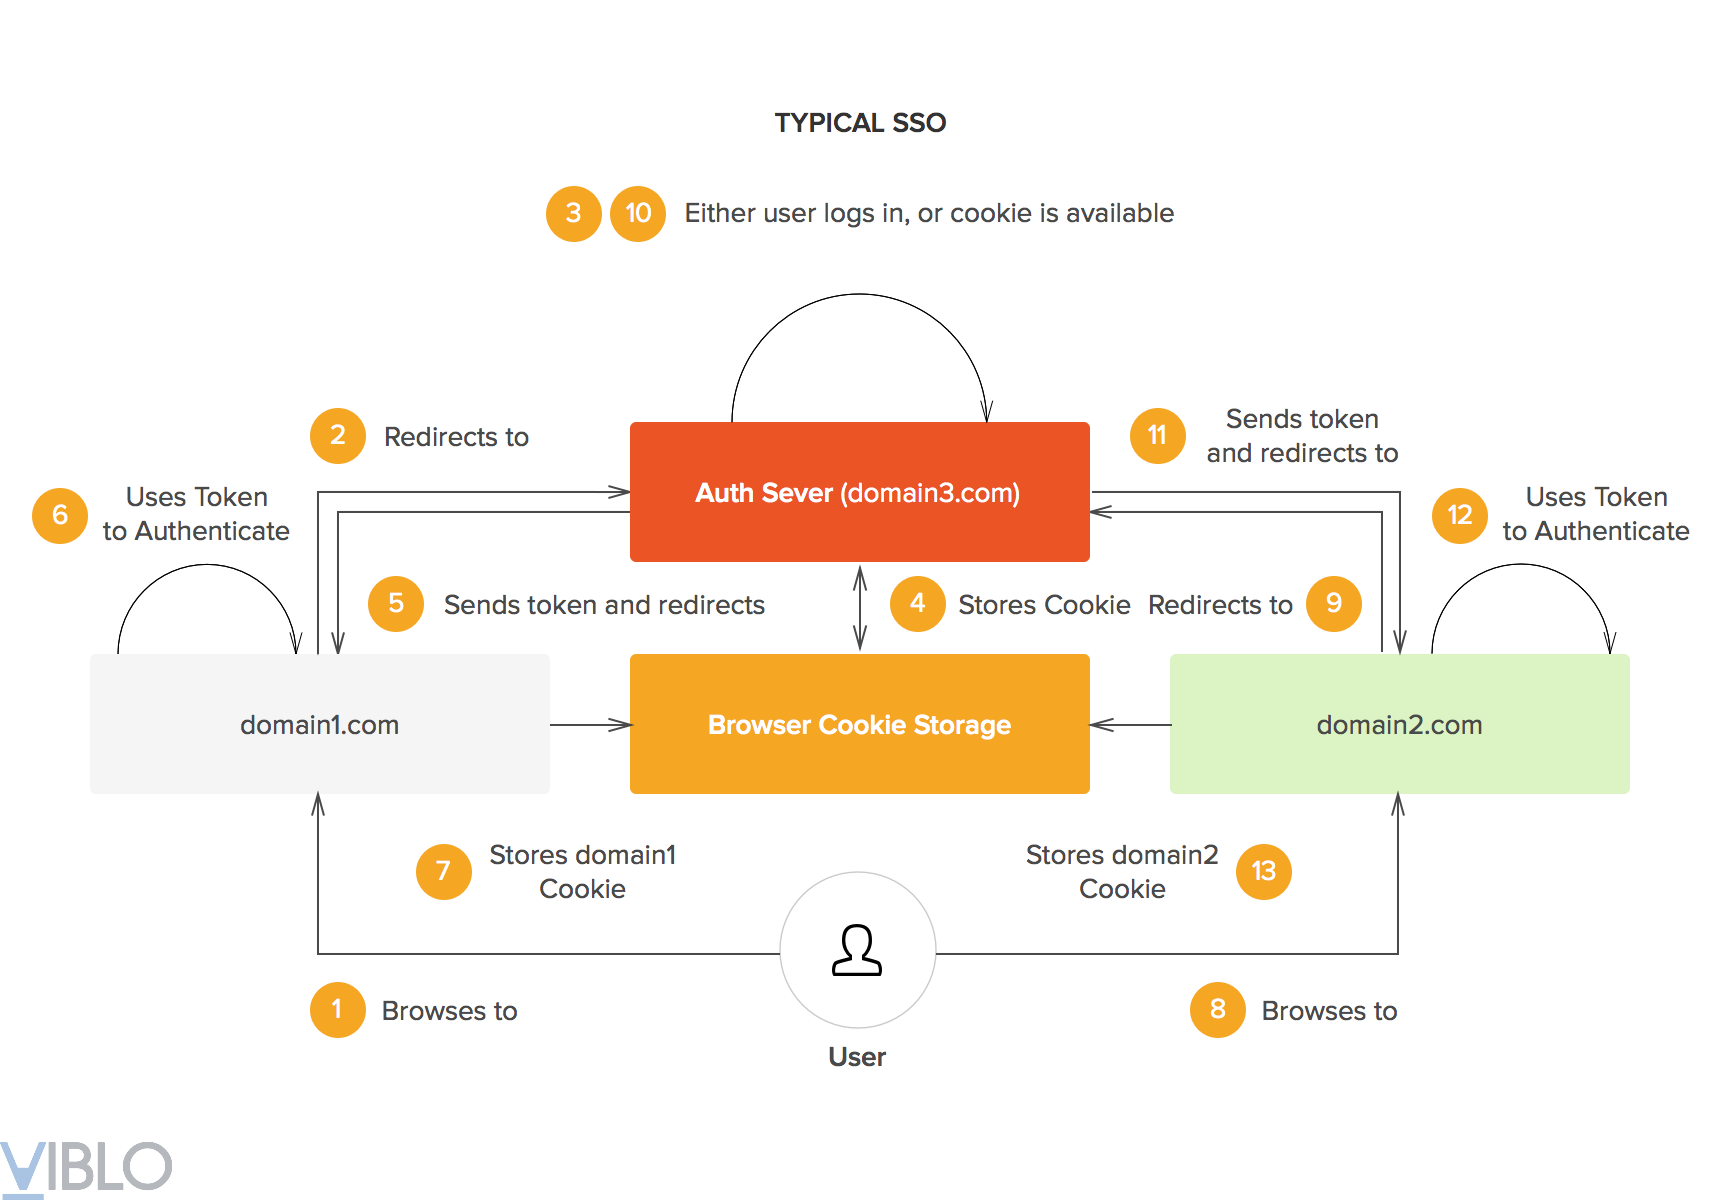 TYPICAL SSO
3 10 Either user logs in, or cookie is available
2 Redirects to
11 Sends token
and redirects to
6 Uses Token
to Authenticate
Auth Sever (domain3.com)
12 Uses Token
to Authenticate
5 Sends token and redirects
4 Stores Cookie
Redirects to 9
domain1.com
Browser Cookie Storage
domain2.com
7 Stores domain1
Cookie
Stores domain2 13
Cookie
1 Browses to
8 Browses to
User
VIBLO